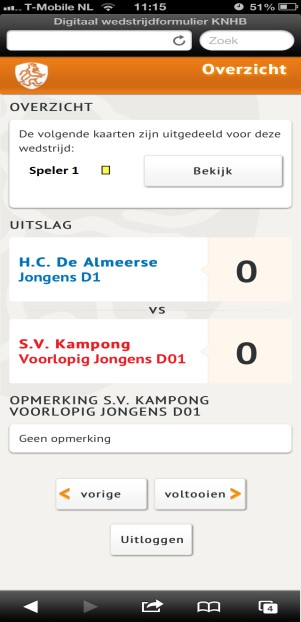 T-Mobile NL 11:15 51%
Digitaal wedstrijdformulier KNHB
Zoek
Overzicht
OVERZICHT
De volgende kaarten zijn uitgedeeld voor deze
wedstrijd:
Speler 1 Bekijk
UITSLAG
H.C. De Almeerse
Jongens D1
0
VS
S.V. Kampong
Voorlopig Jongens D01
0
OPMERKING S.V. KAMPONG
VOORLOPIG JONGENS D01
Geen opmerking
< vorige voltooien >
Uitloggen
4